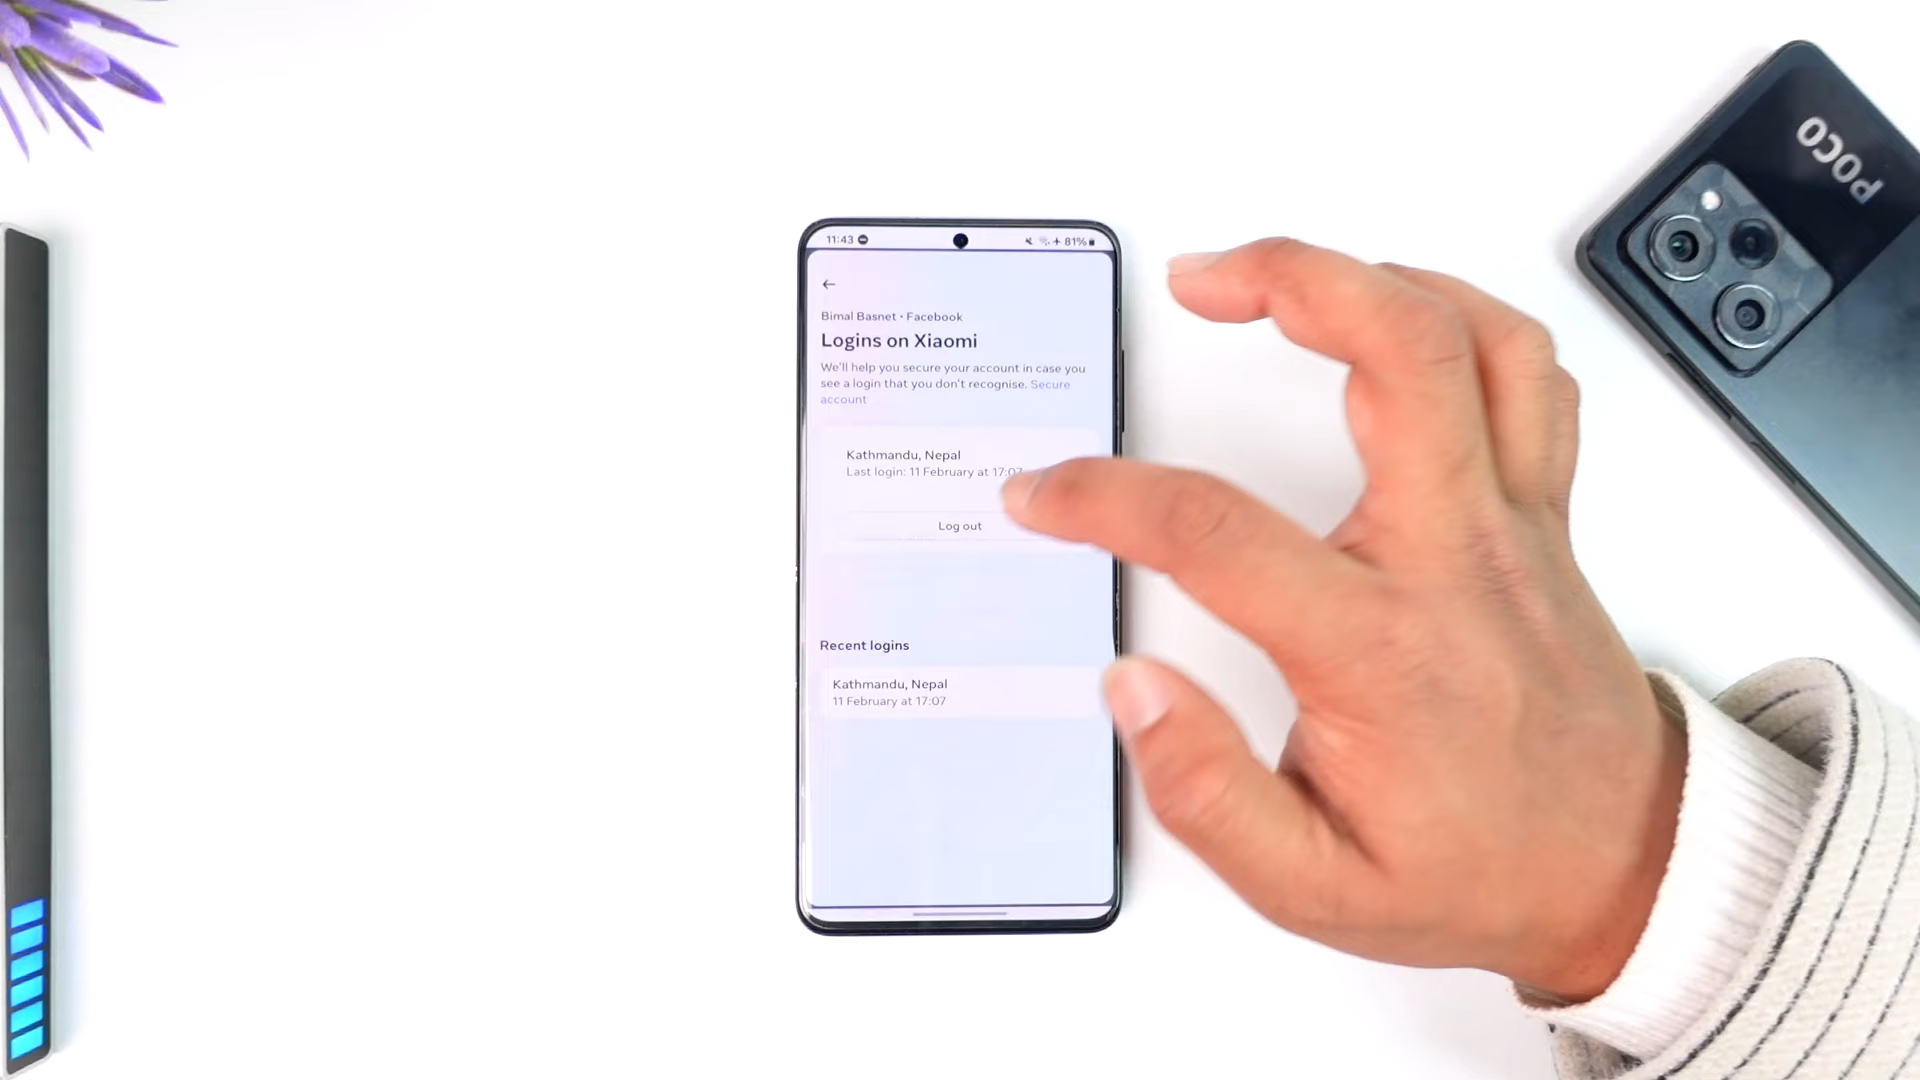 11:43
81%
Bimal Basnet • Facebook
Logins on Xiaomi
We'll help you secure your account in case you
see a login that you don't recognise. Secure
account
Kathmandu, Nepal
Last login: 11 February at 17:07
Log out
Recent logins
Kathmandu, Nepal
11 February at 17:07
POCO